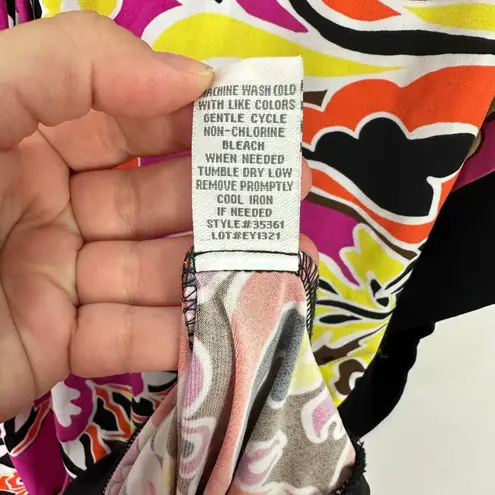 MACHINE WASH COLD
WITH LIKE COLORS
GENTLE CYCLE
NON-CHLORINE
BLEACH
WHEN NEEDED
TUMBLE DRY LOW
REMOVE PROMPTLY
COOL IRON
IF NEEDED
STYLE#35361
LOT#EY1321